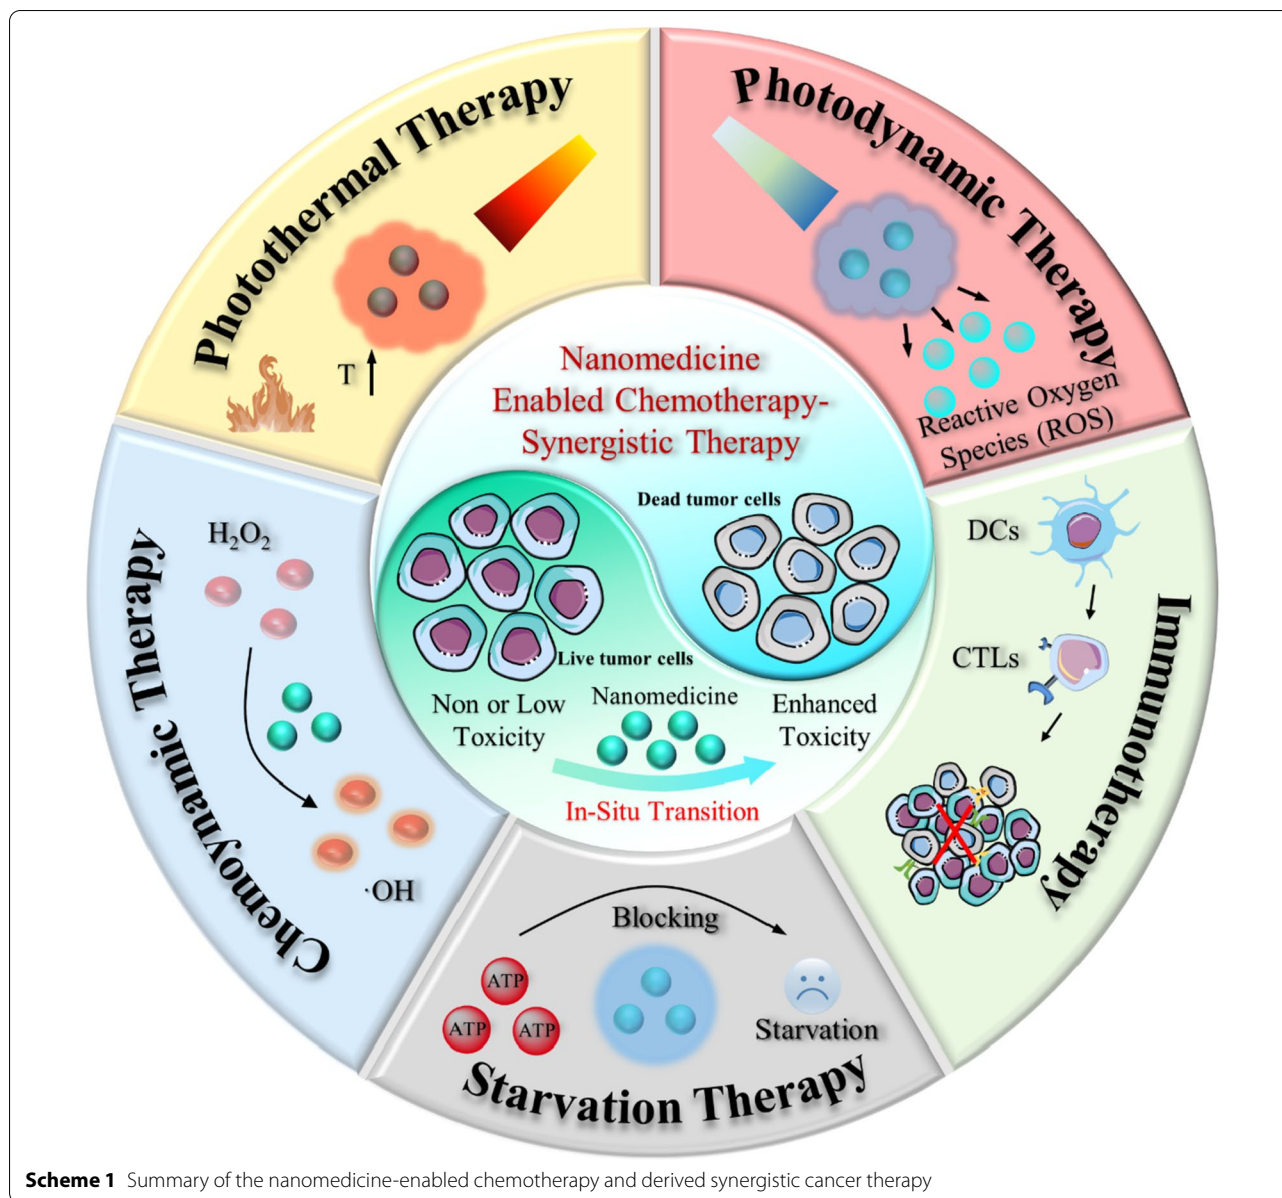 Photothermal Therapy
T
Photodynamic Therapy
Reactive Oxygen
Species (ROS)
Nanomedicine
Enabled Chemotherapy-
Synergistic Therapy
Dead tumor cells
Live tumor cells
Non or Low
Toxicity
Nanomedicine
Enhanced
Toxicity
In-Situ Transition
Chemoynamic Therapy
H₂O₂
·OH
DCs
CTLs
Immunotherapy
Blocking
ATP
ATP
ATP
Starvation
Starvation Therapy
Scheme 1 Summary of the nanomedicine-enabled chemotherapy and derived synergistic cancer therapy